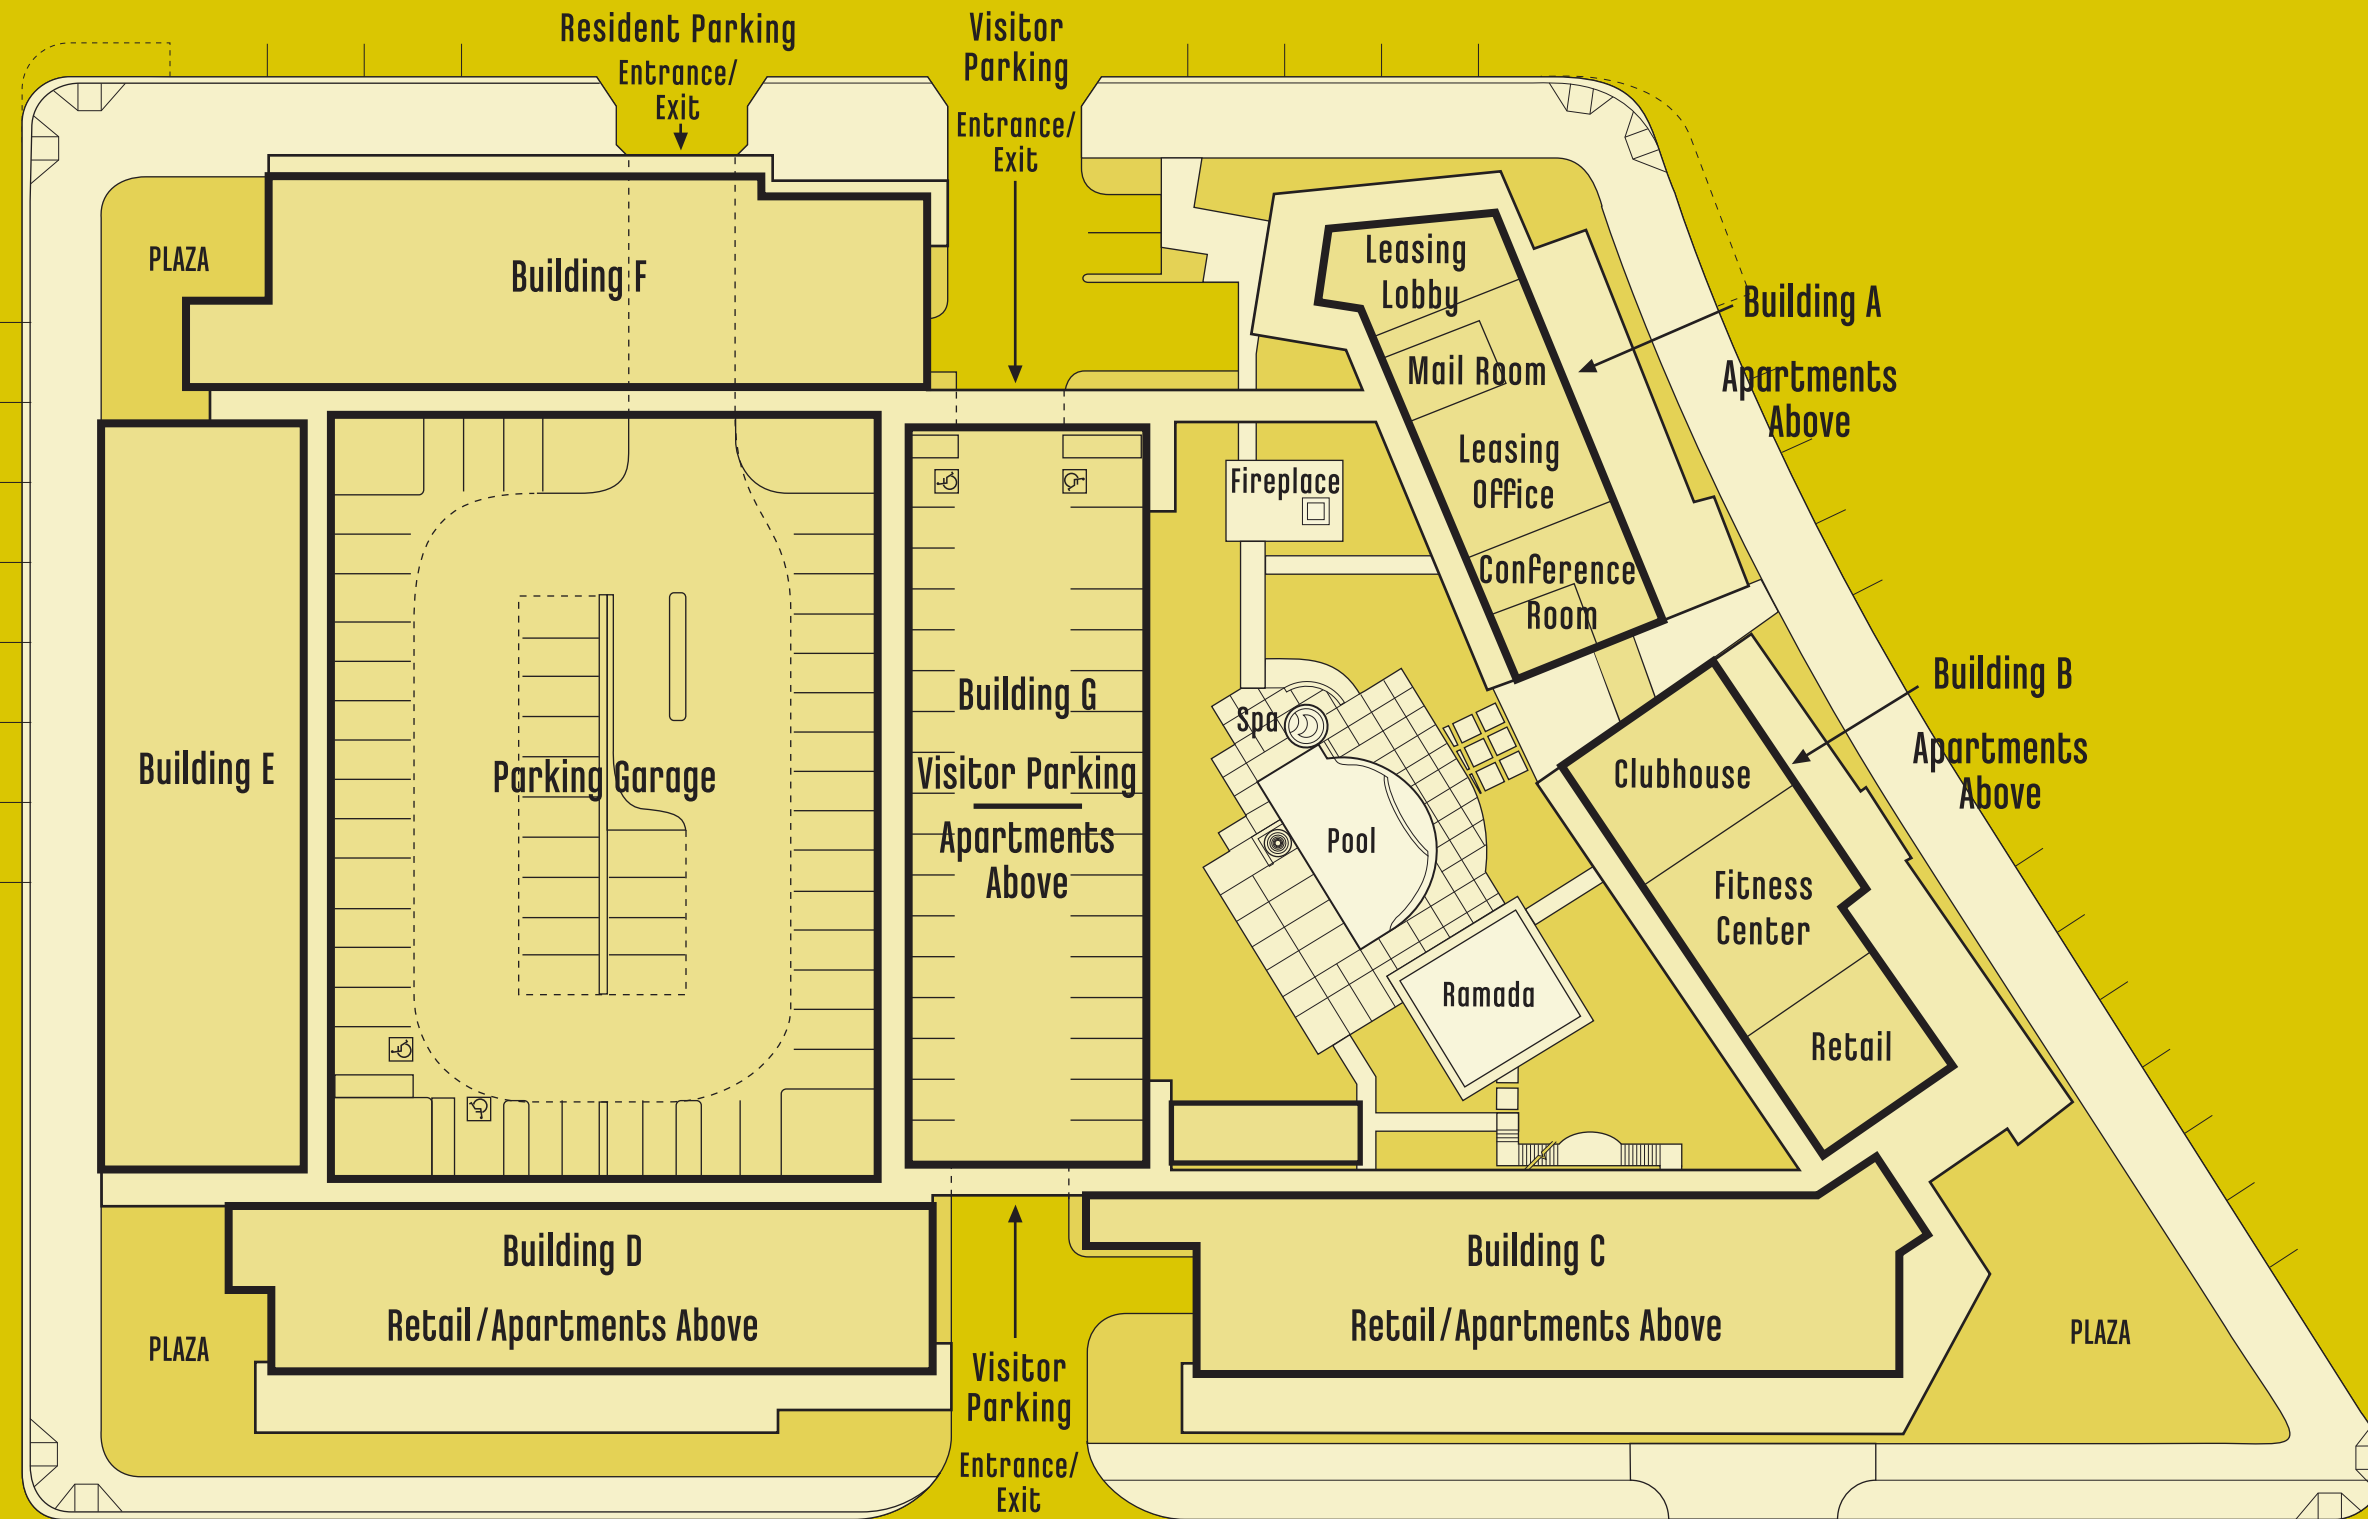 Resident Parking
Entrance/
Exit
Visitor
Parking
Entrance/
Exit
PLAZA
Building F
Leasing
Lobby
Mail Room
Leasing
Office
Conference
Room
Building A
Apartments
Above
Fireplace
Building E
Parking Garage
Building G
Visitor Parking
Apartments
Above
Spa
Pool
Ramada
Building B
Apartments
Above
Clubhouse
Fitness
Center
Retail
Building D
Retail/Apartments Above
PLAZA
Visitor
Parking
Entrance/
Exit
Building C
Retail/Apartments Above
PLAZA